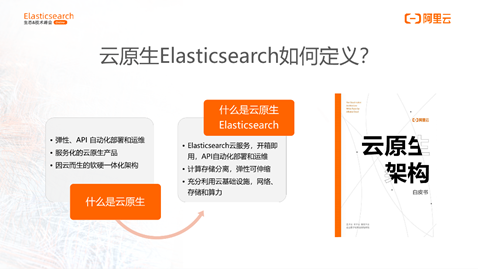 Elasticsearch
生态&技术峰会
阿里云
云原生Elasticsearch如何定义？
弹性、API 自动化部署和运维
服务化的云原生产品
因云而生的软硬一体化架构
什么是云原生
什么是云原生
Elasticsearch
Elasticsearch云服务，开箱即
用，API自动化部署和运维
计算存储分离，弹性可伸缩
充分利用云基础设施，网络、
存储和算力
阿里云
云原生
架构
白皮书